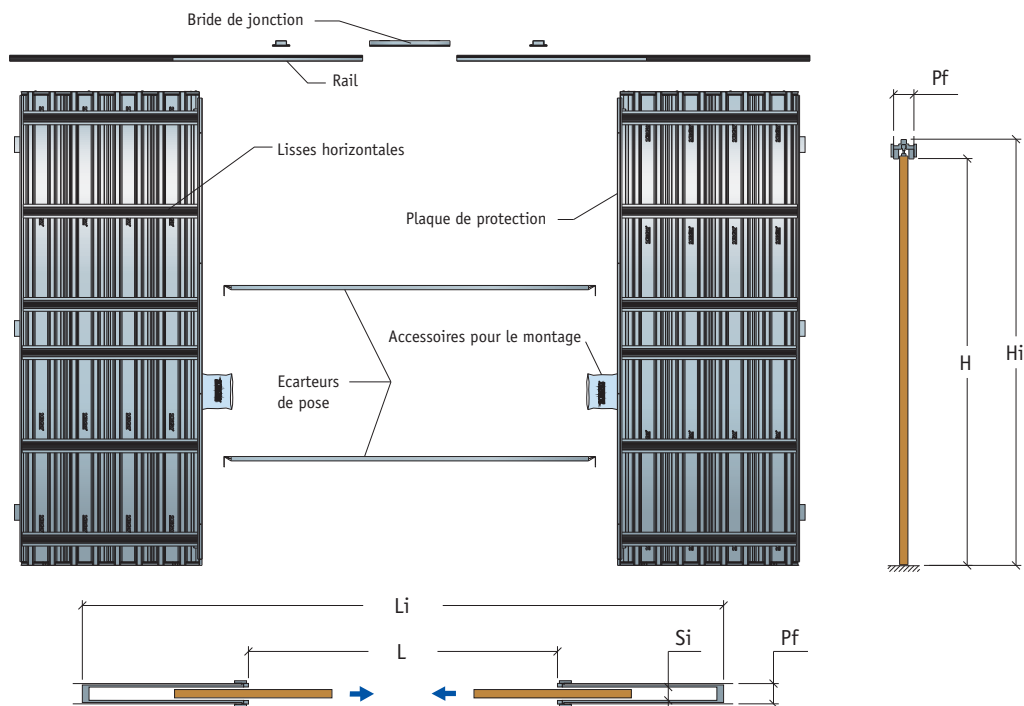 Bride de jonction
Rail
Pf
Lisses horizontales
Plaque de protection
Accessoires pour le montage
H
Hi
Ecarteurs
de pose
Li
L
Si
Pf